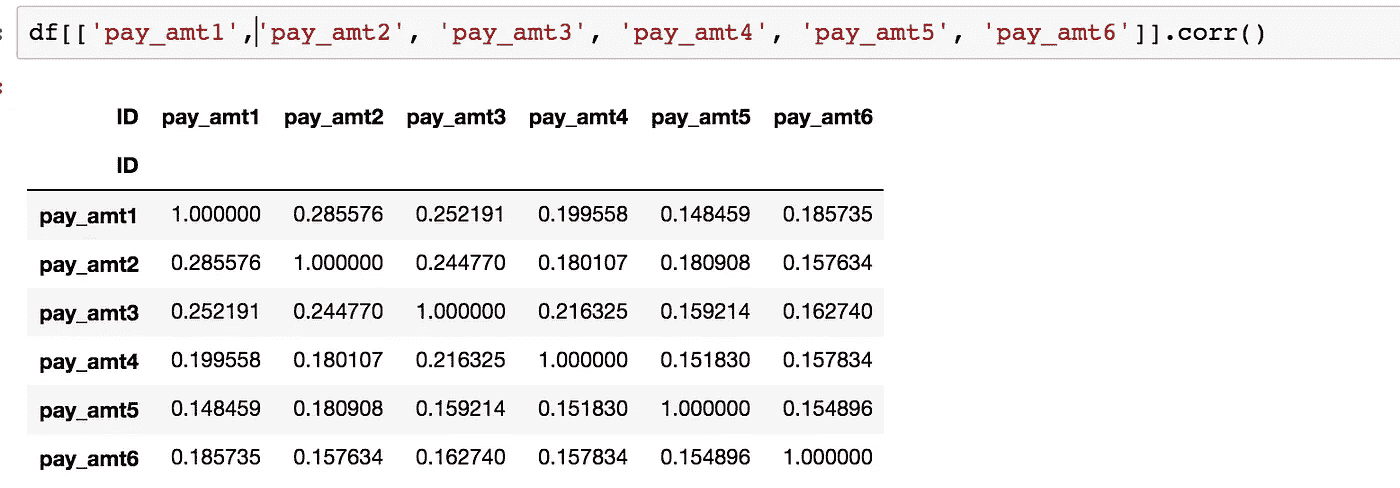 df[['pay_amt1','pay_amt2', 'pay_amt3', 'pay_amt4', 'pay_amt5', 'pay_amt6']].corr()
ID pay_amt1 pay_amt2 pay_amt3 pay_amt4 pay_amt5 pay_amt6
ID
pay_amt1 1.000000 0.285576 0.252191 0.199558 0.148459 0.185735
pay_amt2 0.285576 1.000000 0.244770 0.180107 0.180908 0.157634
pay_amt3 0.252191 0.244770 1.000000 0.216325 0.159214 0.162740
pay_amt4 0.199558 0.180107 0.216325 1.000000 0.151830 0.157834
pay_amt5 0.148459 0.180908 0.159214 0.151830 1.000000 0.154896
pay_amt6 0.185735 0.157634 0.162740 0.157834 0.154896 1.000000